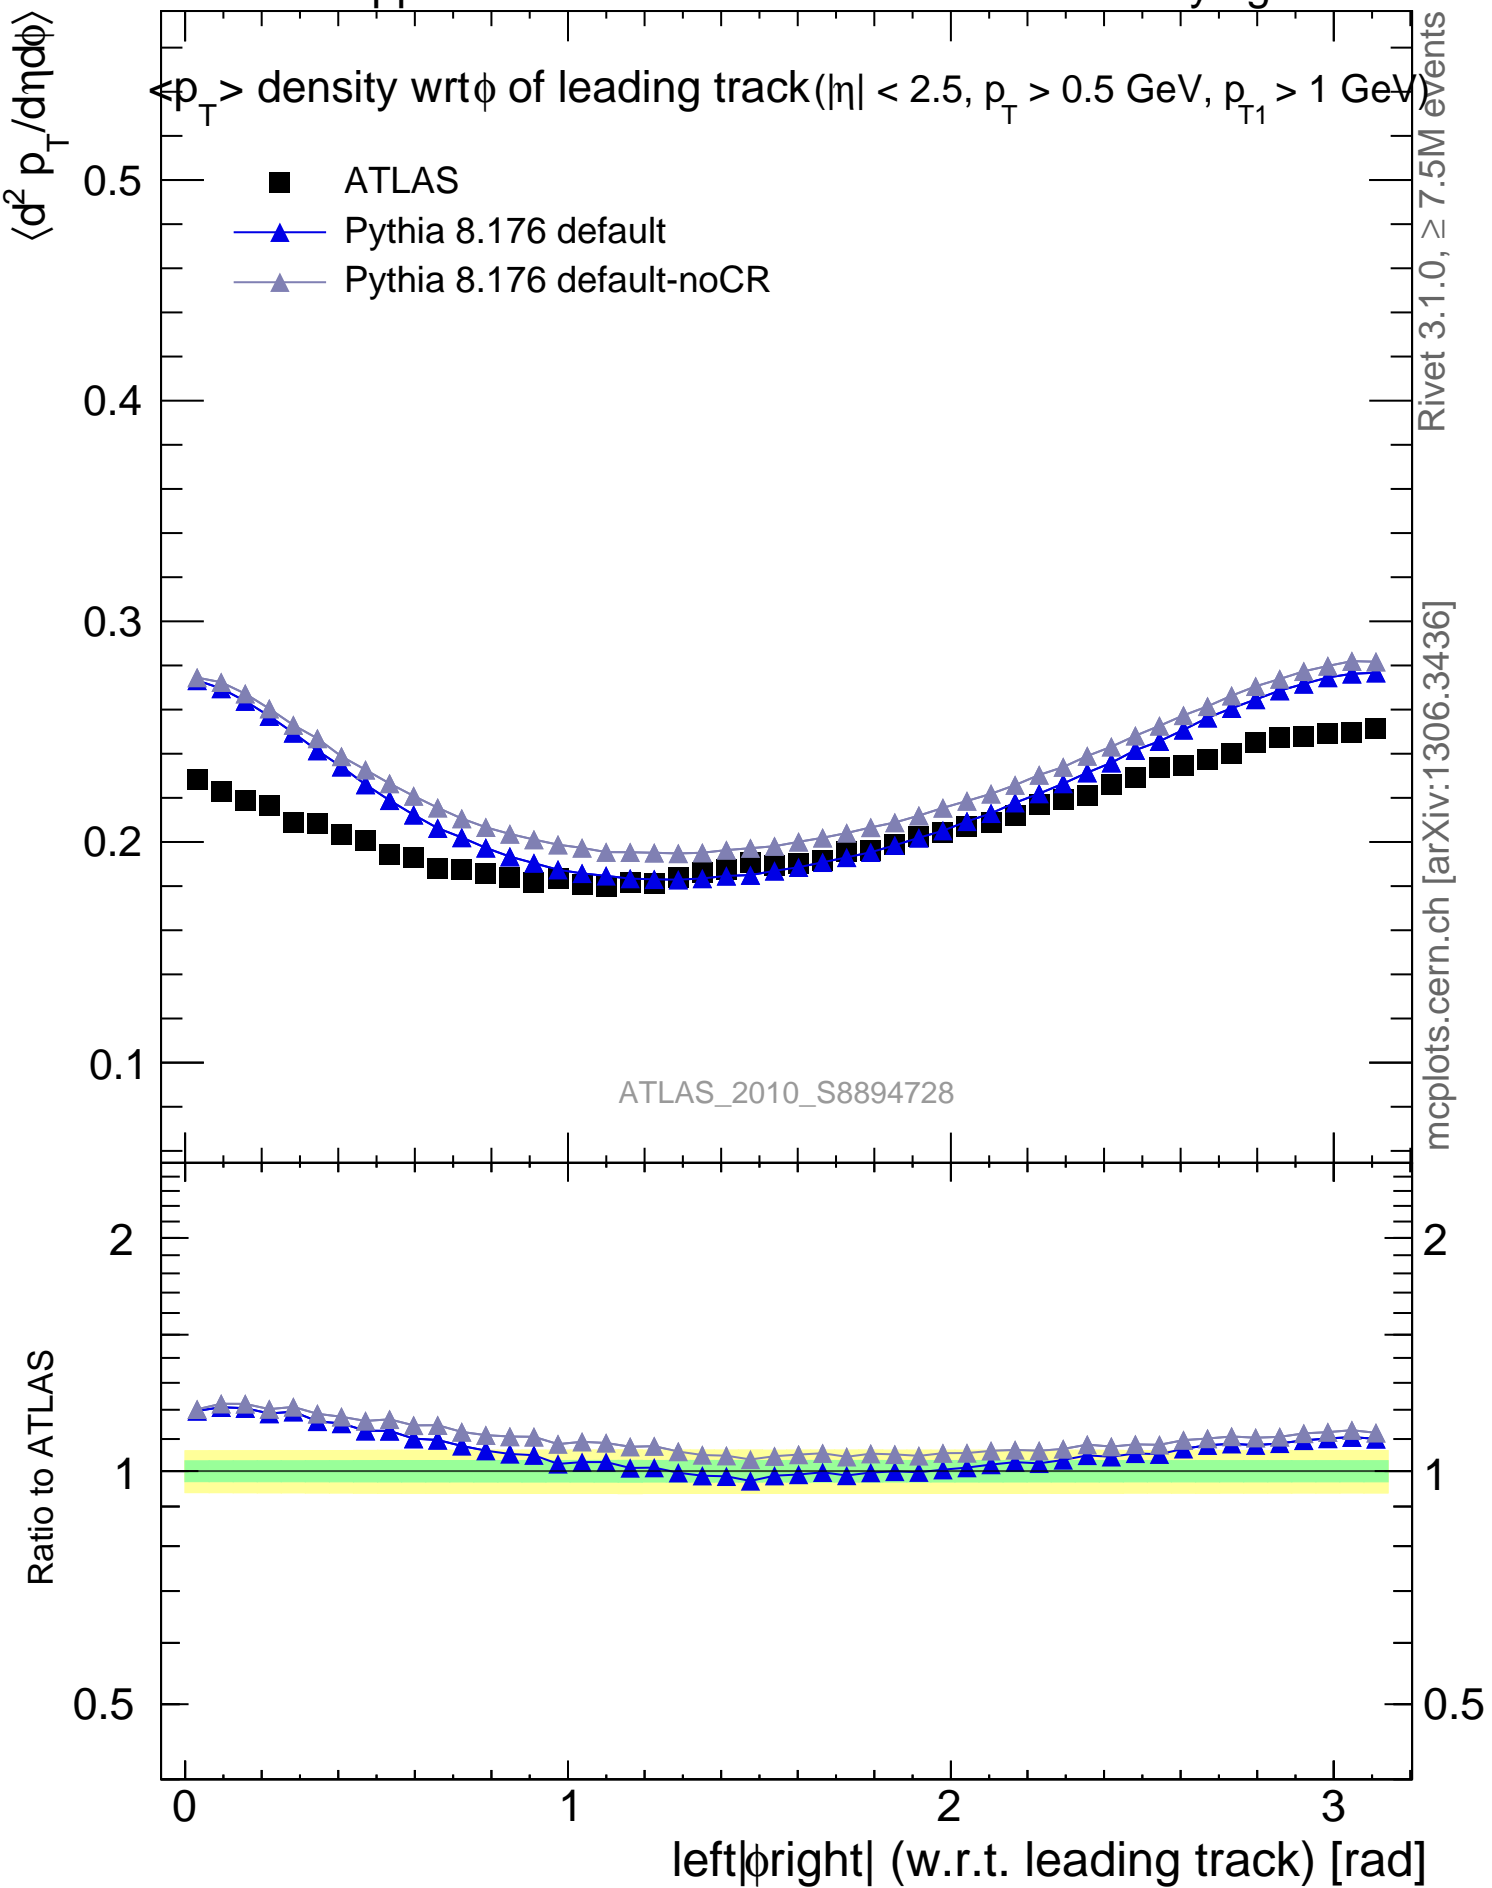 <p_T> density wrt ϕ of leading track (|η| < 2.5, p_T > 0.5 GeV, p_T1 > 1 GeV)
⟨d² p_T/dηdϕ⟩
ATLAS
Pythia 8.176 default
Pythia 8.176 default-noCR
0.5
0.4
0.3
0.2
0.1
ATLAS_2010_S8894728
Rivet 3.1.0, ≥ 7.5M events
mcplots.cern.ch [arXiv:1306.3436]
Ratio to ATLAS
2
1
0.5
2
1
0.5
0
1
2
3
left|ϕright| (w.r.t. leading track) [rad]